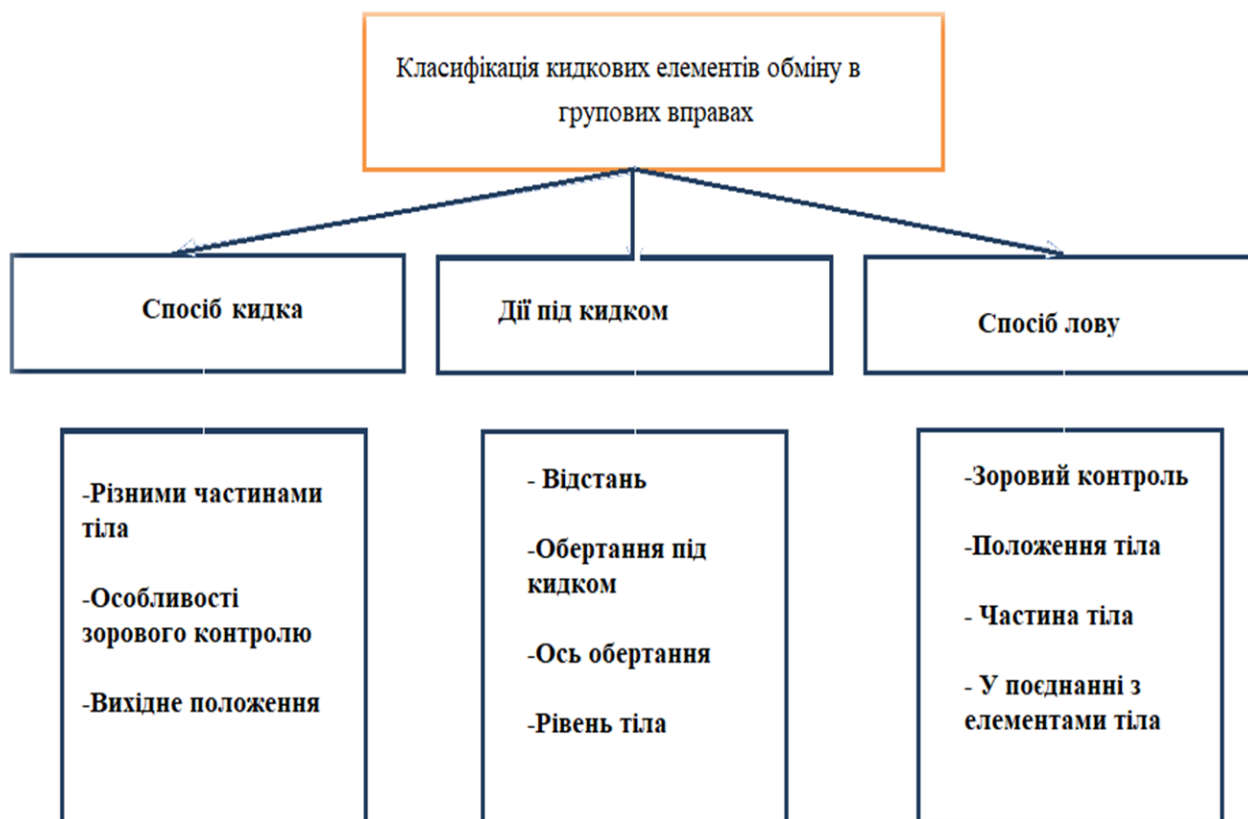 Класифікація кидкових елементів обміну в
групових вправах
Спосіб кидка
Дії під кидком
Спосіб лову
-Різними частинами
тіла
-Особливості
зорового контролю
-Вихідне положення
- Відстань
-Обертання під
кидком
-Ось обертання
-Рівень тіла
-Зоровий контроль
-Положення тіла
- Частина тіла
- У поєднанні з
елементами тіла